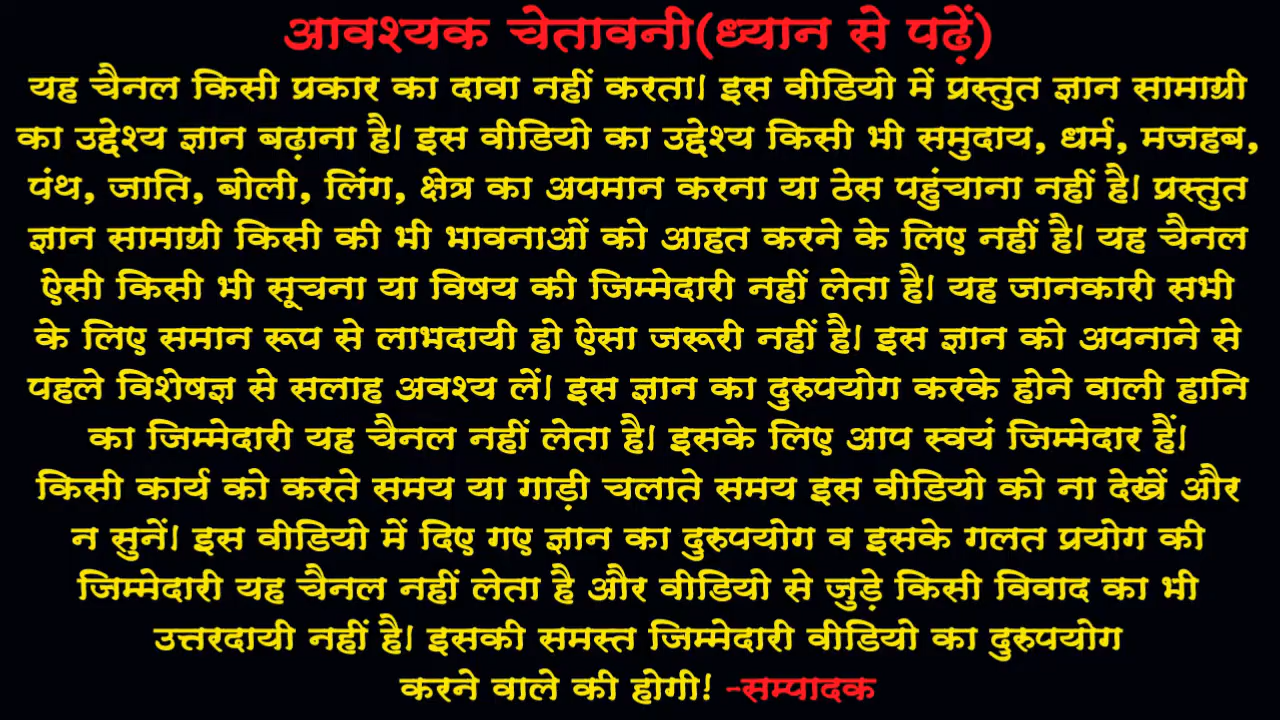 आवश्यक चेतावनी(ध्यान से पढ़ें)
यह चैनल किसी प्रकार का दावा नहीं करता। इस वीडियो में प्रस्तुत ज्ञान सामाग्री
का उद्देश्य ज्ञान बढ़ाना है। इस वीडियो का उद्देश्य किसी भी समुदाय, धर्म, मजहब,
पंथ, जाति, बोली, लिंग, क्षेत्र का अपमान करना या ठेस पहुंचाना नहीं है। प्रस्तुत
ज्ञान सामाग्री किसी की भी भावनाओं को आहत करने के लिए नहीं है। यह चैनल
ऐसी किसी भी सूचना या विषय की जिम्मेदारी नहीं लेता है। यह जानकारी सभी
के लिए समान रूप से लाभदायी हो ऐसा जरूरी नहीं है। इस ज्ञान को अपनाने से
पहले विशेषज्ञ से सलाह अवश्य लें। इस ज्ञान का दुरुपयोग करके होने वाली हानि
का जिम्मेदारी यह चैनल नहीं लेता है। इसके लिए आप स्वयं जिम्मेदार हैं।
किसी कार्य को करते समय या गाड़ी चलाते समय इस वीडियो को ना देखें और
न सुनें। इस वीडियो में दिए गए ज्ञान का दुरुपयोग व इसके गलत प्रयोग की
जिम्मेदारी यह चैनल नहीं लेता है और वीडियो से जुड़े किसी विवाद का भी
उत्तरदायी नहीं है। इसकी समस्त जिम्मेदारी वीडियो का दुरुपयोग
करने वाले की होगी! -सम्पादक